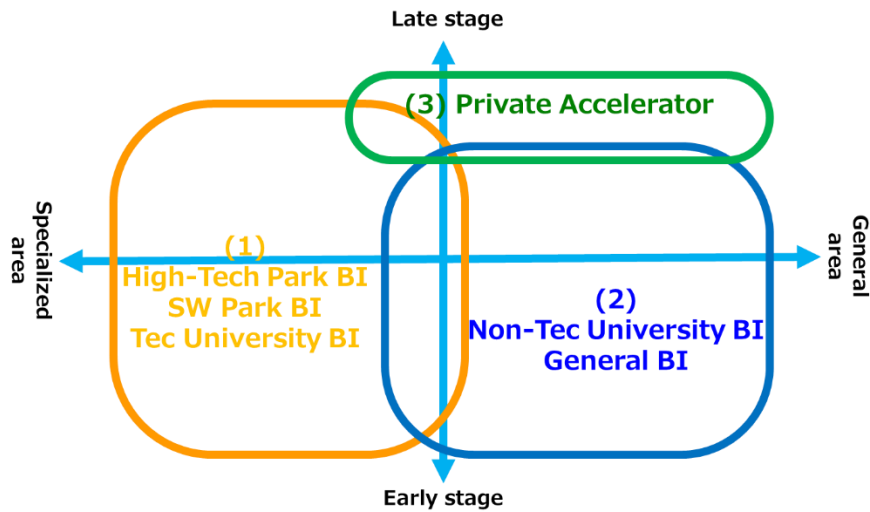 Late stage
(3) Private Accelerator
Specialized
area
(1)
High-Tech Park BI
SW Park BI
Tec University BI
General
area
(2)
Non-Tec University BI
General BI
Early stage